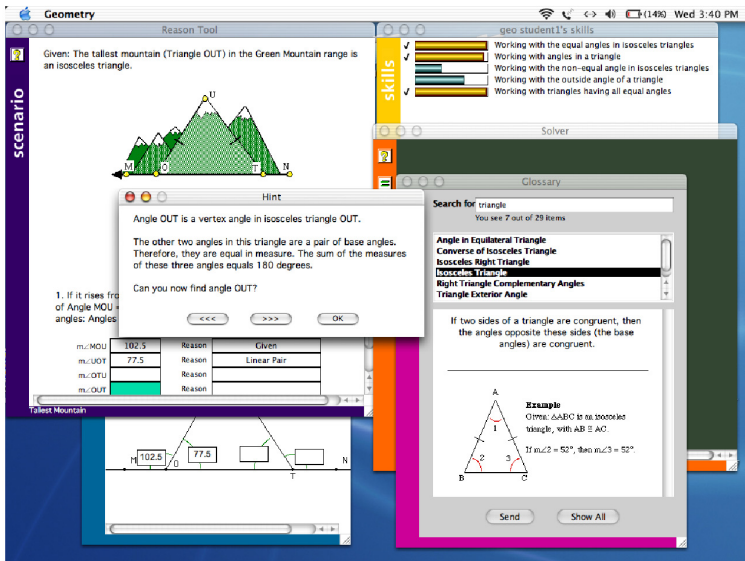 Geometry
(14%) Wed 3:40 PM
Reason Tool
scenario
Given: The tallest mountain (Triangle OUT) in the Green Mountain range is
an isosceles triangle.
U
M
O
T
N
1. If it rises fro
of Angle MOU
angles: Angles
m∠MOU 102.5 Reason Given
m∠UOT 77.5 Reason Linear Pair
m∠OTU Reason
m∠OUT Reason
Tallest Mountain
geo student1's skills
skills
Working with the equal angles in isosceles triangles
Working with angles in a triangle
Working with the non-equal angle in isosceles triangles
Working with the outside angle of a triangle
Working with triangles having all equal angles
Solver
Hint
Angle OUT is a vertex angle in isosceles triangle OUT.
The other two angles in this triangle are a pair of base angles.
Therefore, they are equal in measure. The sum of the measures
of these three angles equals 180 degrees.
Can you now find angle OUT?
<<< >>> OK
Glossary
Search for triangle
You see 7 out of 29 items
Angle in Equilateral Triangle
Converse of Isosceles Triangle
Isosceles Right Triangle
Isosceles Triangle
Right Triangle Complementary Angles
Triangle Exterior Angle
If two sides of a triangle are congruent, then
the angles opposite these sides (the base
angles) are congruent.
A
1
2
3
B
C
Example
Given: △ABC is an isosceles
triangle, with AB ≅ AC.
If m∠2 = 52°, then m∠3 = 52°.
Send Show All
M 102.5 O 77.5 T N